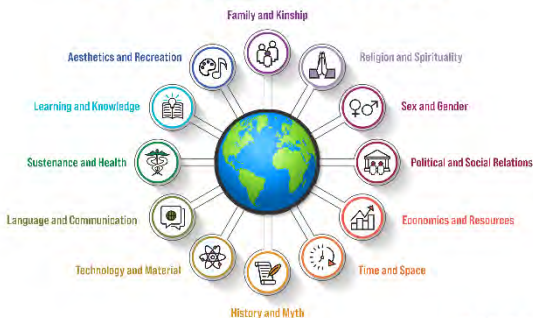 Family and Kinship
Aesthetics and Recreation
Religion and Spirituality
Learning and Knowledge
Sex and Gender
Sustenance and Health
Political and Social Relations
Language and Communication
Economics and Resources
Technology and Material
Time and Space
History and Myth